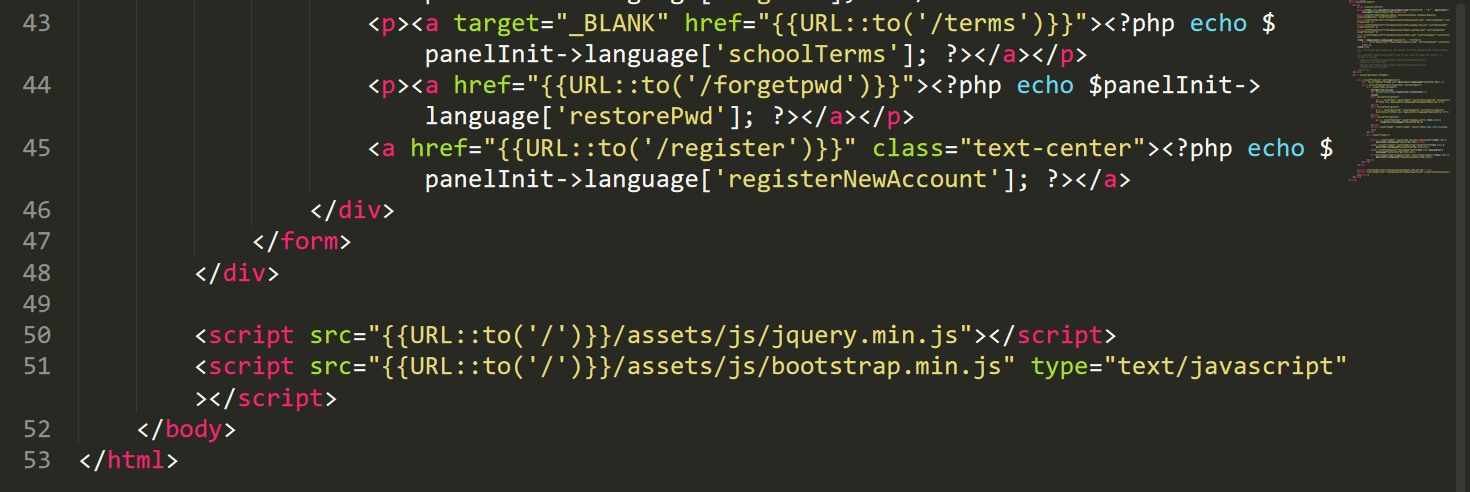 43 <p><a target="_BLANK" href="{{URL::to('/terms')}}"><?php echo $
panelInit->language['schoolTerms']; ?></a></p>
44 <p><a href="{{URL::to('/forgetpwd')}}"><?php echo $panelInit->
language['restorePwd']; ?></a></p>
45 <a href="{{URL::to('/register')}}" class="text-center"><?php echo $
panelInit->language['registerNewAccount']; ?></a>
46 </div>
47 </form>
48 </div>
49
50 <script src="{{URL::to('/')}}/assets/js/jquery.min.js"></script>
51 <script src="{{URL::to('/')}}/assets/js/bootstrap.min.js" type="text/javascript"
></script>
52 </body>
53 </html>